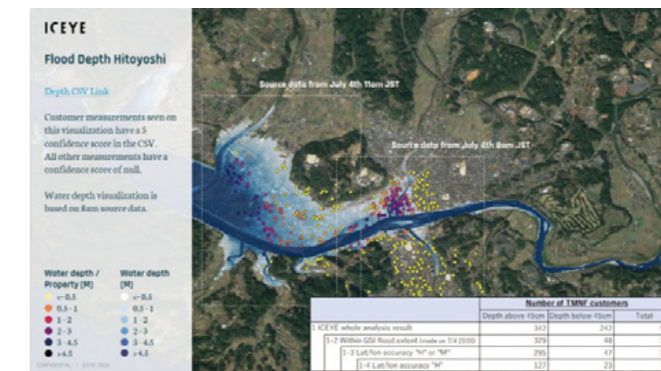 ICEYE
Flood Depth Hitoyoshi
Depth CSV Link
Customer measurements seen on
this visualization have a 5
confidence score in the CSV.
All other measurements have a
confidence score of null.
Water depth visualization is
based on 8am source data.
Water depth / Property (M)
<- 0.5
0.5 - 1
1 - 2
2 - 3
3 - 4.5
>4.5
Water depth (M)
<- 0.5
0.5 - 1
1 - 2
2 - 3
3 - 4.5
>4.5
CONFIDENTIAL / ICEYE
Source data from July 4th 11am JST
Source data from July 4th 8am JST
Number of TMNF customers
Depth above 45cm Depth below 45cm Total
1 ICEYE whole analysis result 342 242
1-2 Within GSI flood extent 379 48
1-3 Lat/lon accuracy "H" or "M" 295 47
1-4 Lat/lon accuracy "H" 127 23